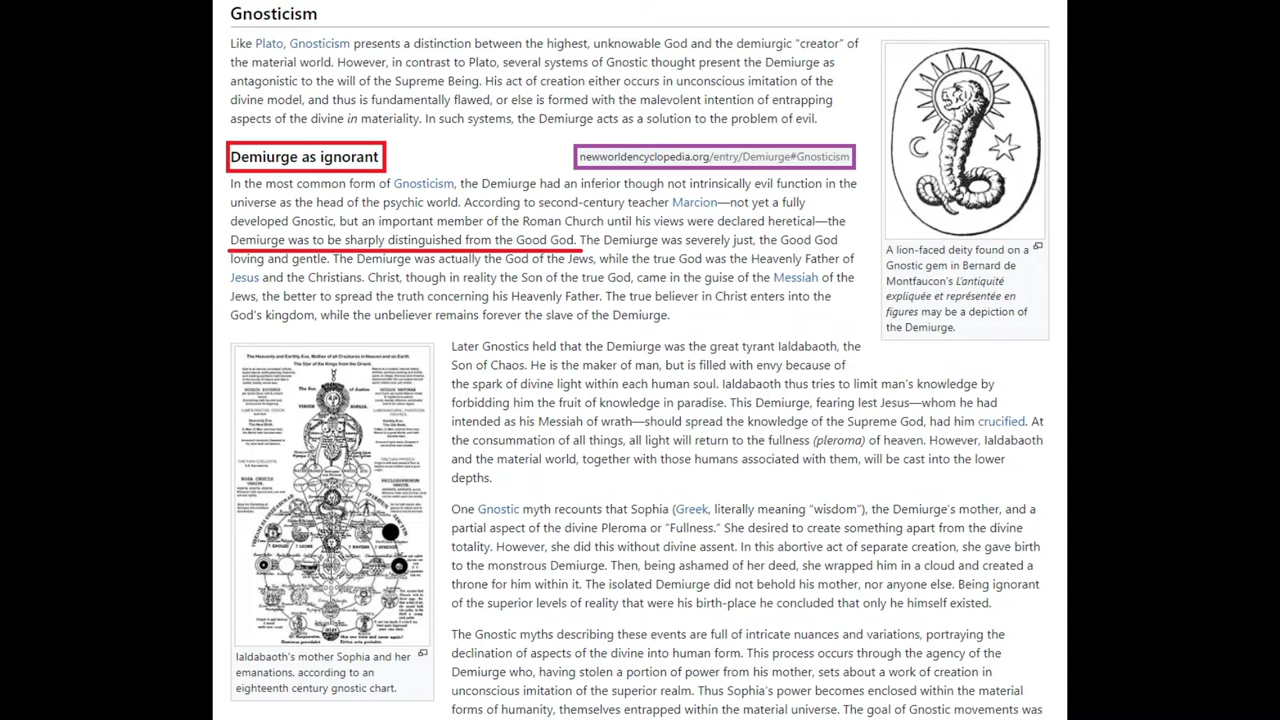 Gnosticism
Like Plato, Gnosticism presents a distinction between the highest, unknowable God and the demiurgic “creator” of
the material world. However, in contrast to Plato, several systems of Gnostic thought present the Demiurge as
antagonistic to the will of the Supreme Being. His act of creation either occurs in unconscious imitation of the
divine model, and thus is fundamentally flawed, or else is formed with the malevolent intention of entrapping
aspects of the divine in materiality. In such systems, the Demiurge acts as a solution to the problem of evil.
Demiurge as ignorant
newworldencyclopedia.org/entry/Demiurge#Gnosticism
In the most common form of Gnosticism, the Demiurge had an inferior though not intrinsically evil function in the
universe as the head of the psychic world. According to second-century teacher Marcion—not yet a fully
developed Gnostic, but an important member of the Roman Church until his views were declared heretical—the
Demiurge was to be sharply distinguished from the Good God. The Demiurge was severely just, the Good God
loving and gentle. The Demiurge was actually the God of the Jews, while the true God was the Heavenly Father of
Jesus and the Christians. Christ, though in reality the Son of the true God, came in the guise of the Messiah of the
Jews, the better to spread the truth concerning his Heavenly Father. The true believer in Christ enters into the
God's kingdom, while the unbeliever remains forever the slave of the Demiurge.
A lion-faced deity found on a
Gnostic gem in Bernard de
Montfaucon's L'antiquité
expliquée et représentée en
figures may be a depiction of
the Demiurge.
Later Gnostics held that the Demiurge was the great tyrant Ialdabaoth, the
Son of Chaos. He is the maker of man, but feels envy because of
the spark of divinity within each human soul. Ialdabaoth thus tries to limit man's knowledge by
forbidding him the fruit of knowledge in paradise. The Demiurge, fearing lest Jesus—whom he had
intended as his Messiah only—should spread the knowledge of the Supreme God, had him crucified. At
the consummation of all things, all light will return to the fullness (pleroma) of heaven. However, Ialdabaoth
and the material world, together with those humans associated with them, will be cast into the lower
depths.
One Gnostic myth recounts that Sophia (Greek, literally meaning “wisdom”), the Demiurge's mother, and a
partial aspect of the divine Pleroma or “Fullness.” She desired to create something apart from the divine
totality. However, she did this without divine assent. In this abortive act of separate creation, she gave birth
to the monstrous Demiurge. Then, being ashamed of her deed, she wrapped him in a cloud and created a
throne for him within it. The isolated Demiurge did not behold his mother, nor anyone else. Being ignorant
of the superior levels of reality that were his birth-place he concluded that only he himself existed.
The Gnostic myths describing these events are full of intricate nuances and variations, portraying the
declination of aspects of the divine into human form. This process occurs through the agency of the
Demiurge who, having stolen a portion of power from his mother, sets about a work of creation in
unconscious imitation of the superior realm. Thus Sophia's power becomes enclosed within the material
forms of humanity, themselves entrapped within the material universe. The goal of Gnostic movements was
The Heavenly and Earthly Eve, Mother of all Creatures in Heaven and on Earth.
The Star of the Kings from the Orient.
VIRGIN
SOPHIA.
Ialdabaoth's mother Sophia and her
emanations, according to an
eighteenth century gnostic chart.